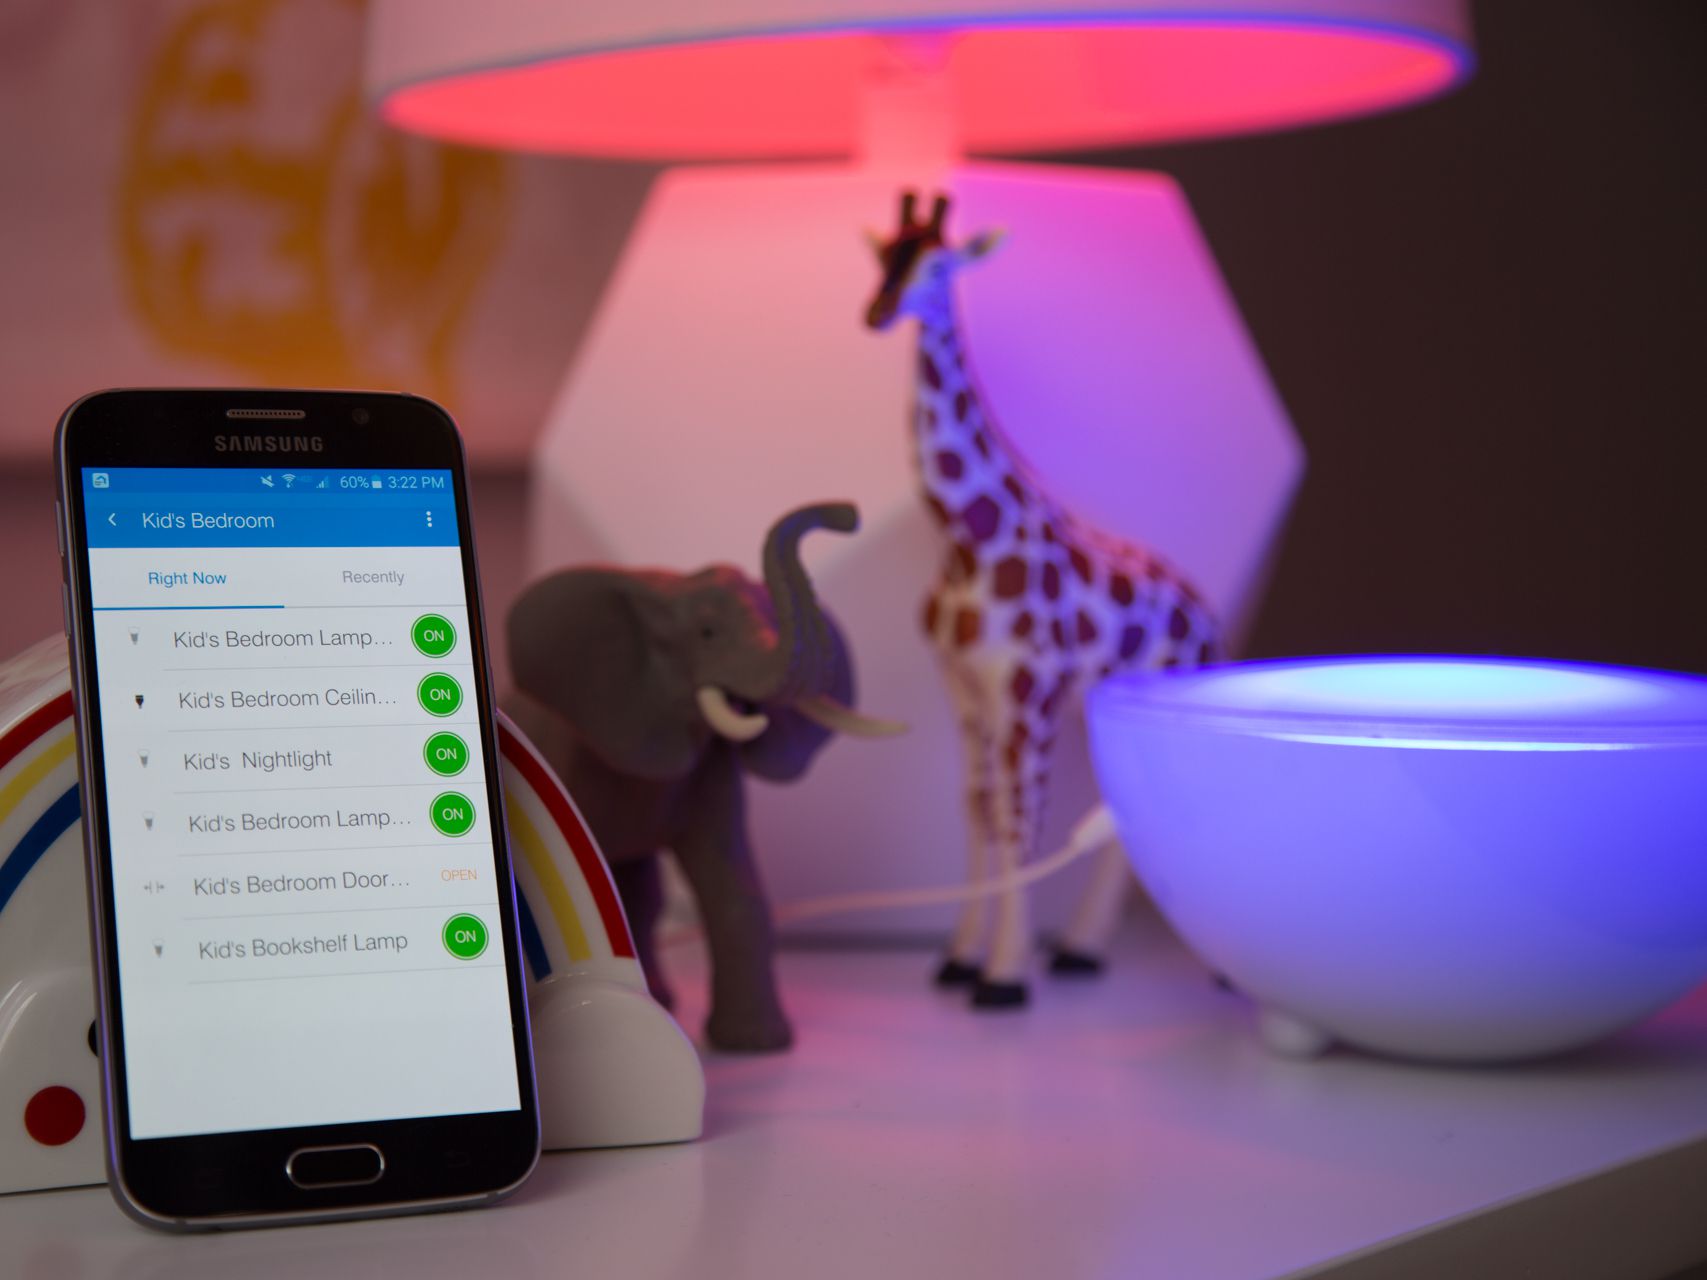 SAMSUNG
60% 3:22 PM
Kid's Bedroom
Right Now Recently
Kid's Bedroom Lamp... ON
Kid's Bedroom Ceilin... ON
Kid's Nightlight ON
Kid's Bedroom Lamp... ON
Kid's Bedroom Door... OPEN
Kid's Bookshelf Lamp ON